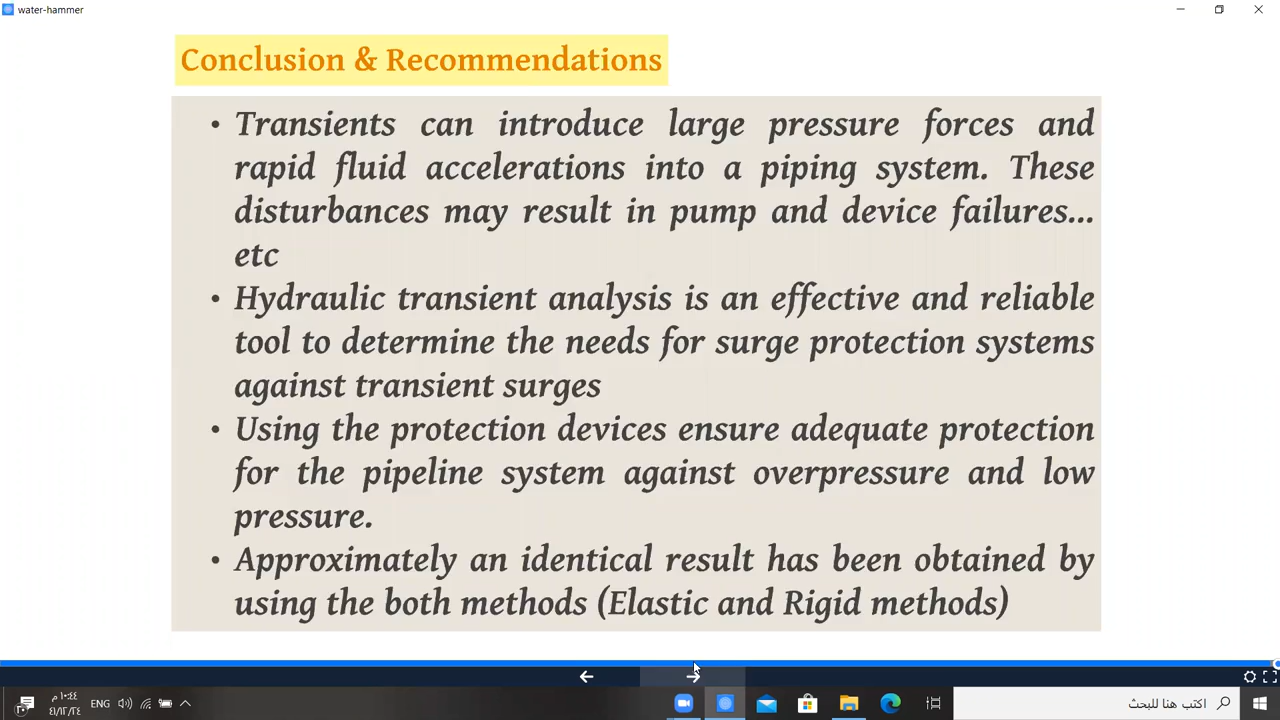 water-hammer
Conclusion & Recommendations
• Transients can introduce large pressure forces and
rapid fluid accelerations into a piping system. These
disturbances may result in pump and device failures...
etc
• Hydraulic transient analysis is an effective and reliable
tool to determine the needs for surge protection systems
against transient surges
• Using the protection devices ensure adequate protection
for the pipeline system against overpressure and low
pressure.
• Approximately an identical result has been obtained by
using the both methods (Elastic and Rigid methods)
١٠:٤٤ م
ENG
اكتب هنا للبحث